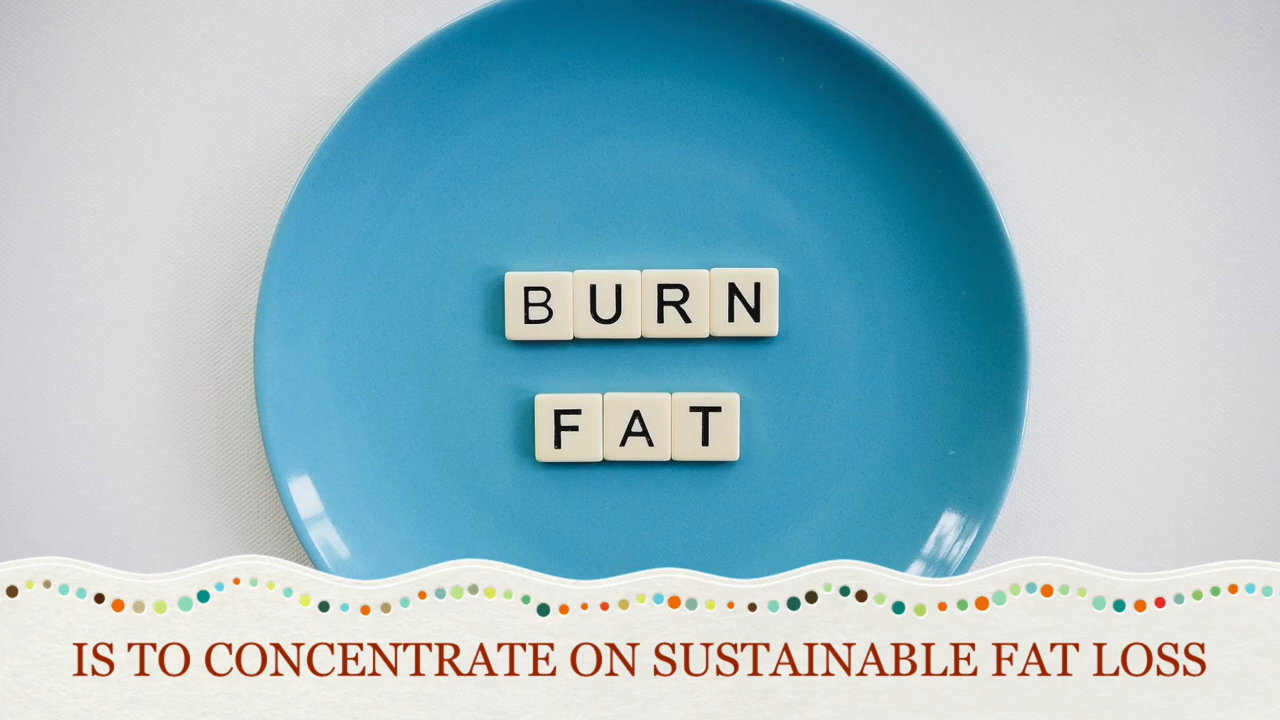 BURN
FAT
IS TO CONCENTRATE ON SUSTAINABLE FAT LOSS